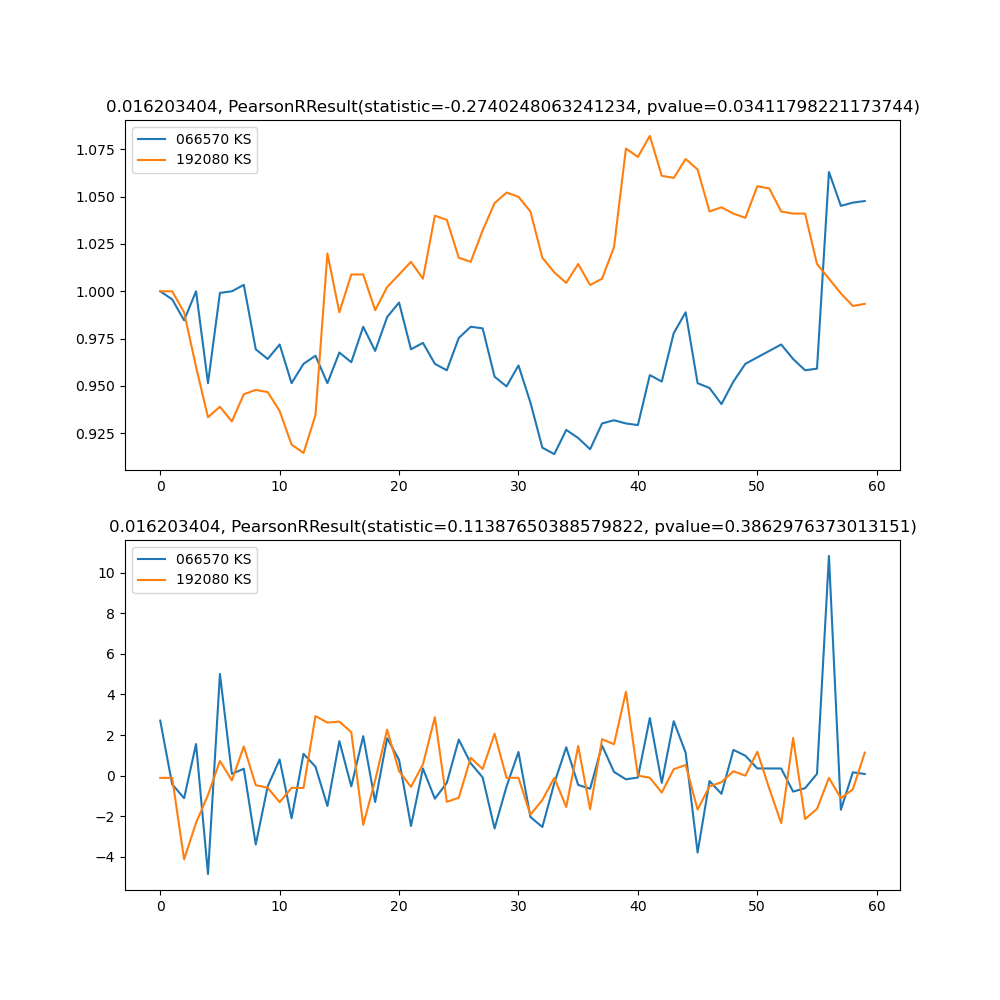 0.016203404, PearsonRResult(statistic=-0.2740248063241234, pvalue=0.03411798221173744)
066570 KS
192080 KS
1.075
1.050
1.025
1.000
0.975
0.950
0.925
0 10 20 30 40 50 60
0.016203404, PearsonRResult(statistic=0.11387650388579822, pvalue=0.3862976373013151)
066570 KS
192080 KS
10
8
6
4
2
0
−2
−4
0 10 20 30 40 50 60